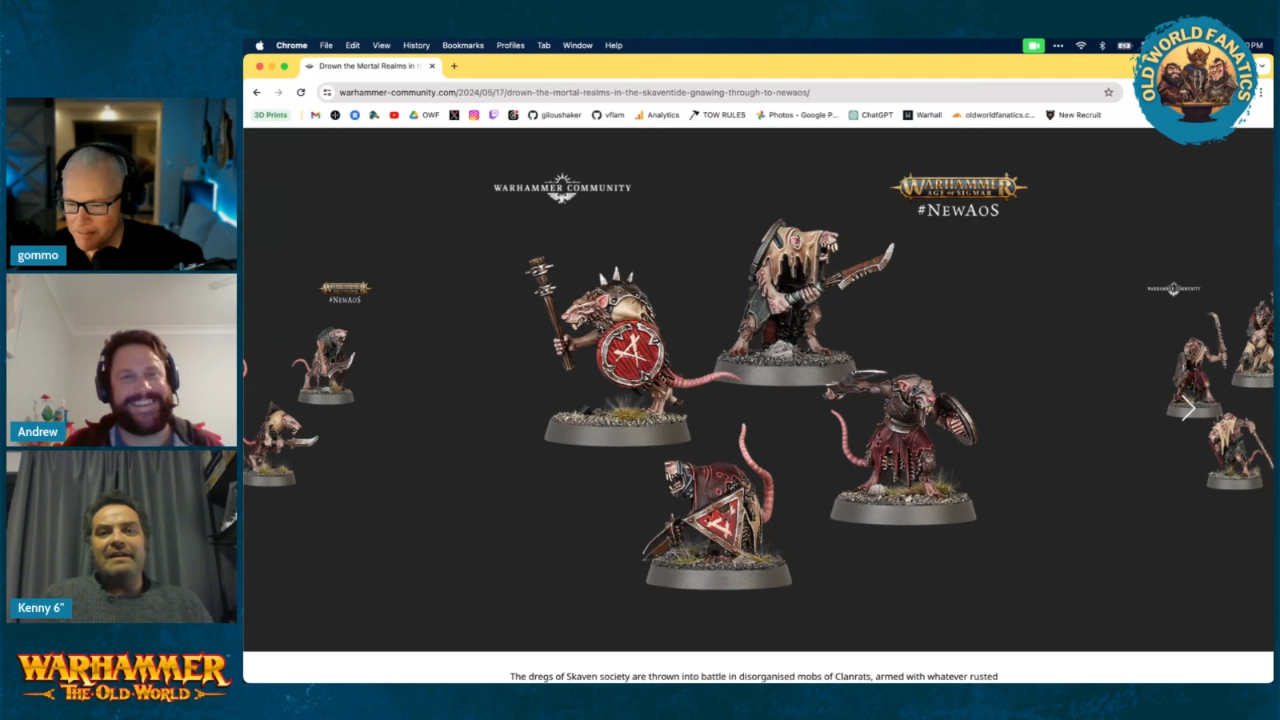 Chrome File Edit View History Bookmarks Profiles Tab Window Help
PM
OLD WORLD FANATICS
Drown the Mortal Realms in t
warhammer-community.com/2024/05/17/drown-the-mortal-realms-in-the-skaventide-gnawing-through-to-newaos/
3D Prints OWF giloushaker vflam Analytics TOW RULES Photos - Google P... ChatGPT Warhall oldworldfanatics.c... New Recruit
WARHAMMER COMMUNITY
WARHAMMER
AGE OF SIGMAR
#NEWAOS
WARHAMMER
#NEWAOS
WARHAMMER COMMUNITY
gommo
Andrew
Kenny 6"
WARHAMMER
THE·OLD·WORLD
The dregs of Skaven society are thrown into battle in disorganised mobs of Clanrats, armed with whatever rusted